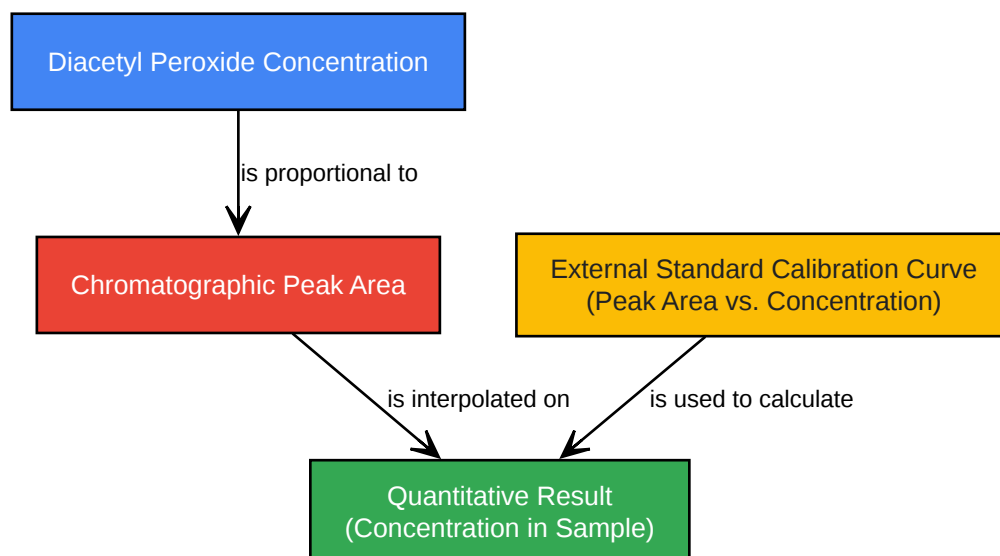 Diacetyl Peroxide Concentration
is proportional to
Chromatographic Peak Area
External Standard Calibration Curve
(Peak Area vs. Concentration)
is interpolated on
is used to calculate
Quantitative Result
(Concentration in Sample)